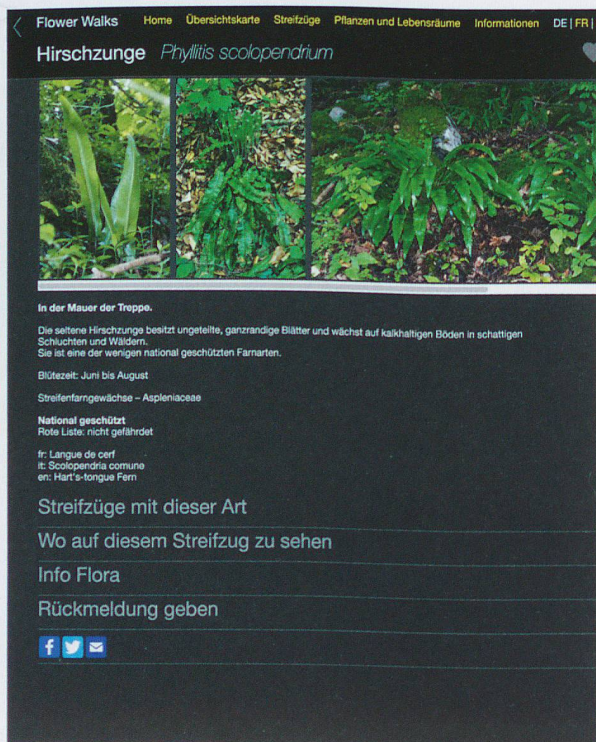 Flower Walks Home Übersichtskarte Streifzüge Pflanzen und Lebensräume Informationen DE | FR |
Hirschzunge Phyllitis scolopendrium
In der Mauer der Treppe.
Die seltene Hirschzunge besitzt ungeteilte, ganzrandige Blätter und wächst auf kalkhaltigen Böden in schattigen
Schluchten und Wäldern.
Sie ist eine der wenigen national geschützten Farnarten.
Blütezeit: Juni bis August
Streifenfarngewächse – Aspleniaceae
National geschützt
Rote Liste: nicht gefährdet
fr: Langue de cerf
it: Scolopendria comune
en: Hart's-tongue Fern
Streifzüge mit dieser Art
Wo auf diesem Streifzug zu sehen
Info Flora
Rückmeldung geben